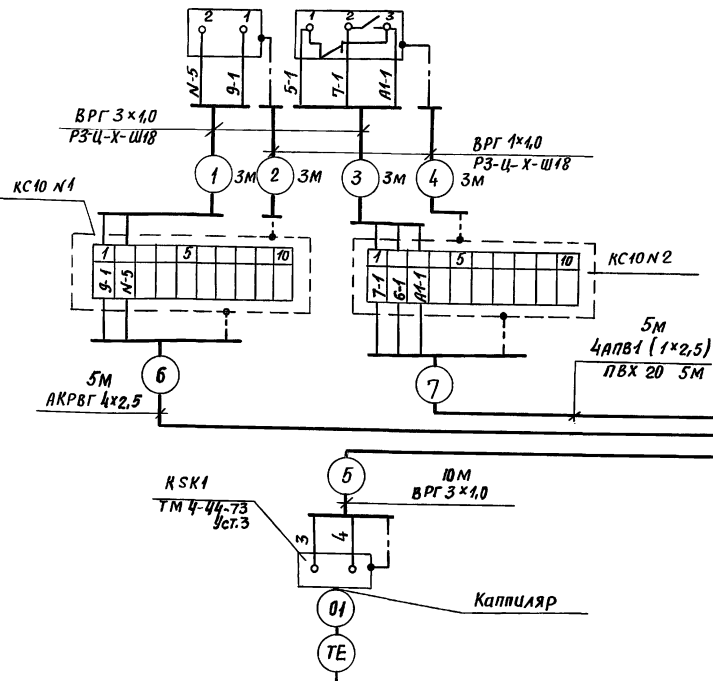 2 1
1 2 3
N-5 9-1
5-1 7-1 А1-1
ВРГ 3×1,0
РЗ-Ц-Х-Ш18
ВРГ 1×1,0
РЗ-Ц-Х-Ш18
1 3м 2 3м 3 4 3м
КС10 N1
КС10 N2
1 5 10
1 5 10
9-1 N-5
7-1 6-1 А1-1
6
7
5м
АКРВГ 4×2,5
5м
4АПВ1 (1×2,5)
ПВХ 20 5м
5
10м
ВРГ 3×1,0
КSК1
ТМ 4-44-73
Уст.3
3 4
Каппиляр
01
ТЕ